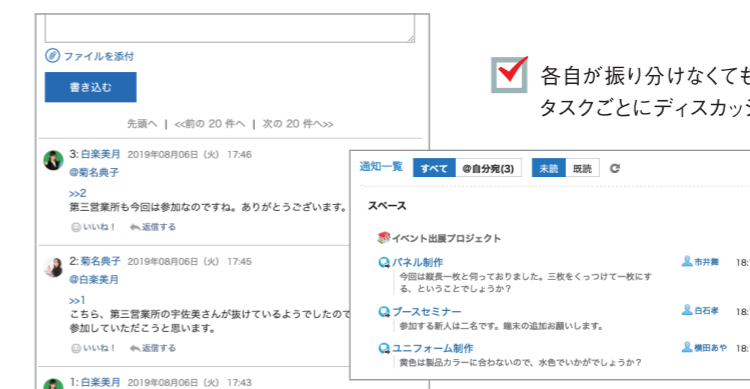 ファイルを添付
書き込む
先頭へ | <<前の 20 件へ | 次の 20 件へ>>
3: 白楽美月 2019年08月06日（火） 17:46
@菊名典子
>>2
第三営業所も今回は参加なのですね。ありがとうございます。
いいね！ 返信する
2: 菊名典子 2019年08月06日（火） 17:45
@白楽美月
>>1
こちら、第三営業所の宇佐美さんが抜けているようでしたので
参加していただこうと思います。
いいね！ 返信する
1: 白楽美月 2019年08月06日（火） 17:43
各自が振り分けなくても
タスクごとにディスカッシ
通知一覧 すべて @自分宛(3) 未読 既読
スペース
イベント出展プロジェクト
パネル制作 市井舞 18:
今回は縦長一枚と伺っておりました。三枚をくっつけて一枚にす
る、ということでしょうか？
ブースセミナー 白石孝 18:
参加する新人は二名です。端末の追加お願いします。
ユニフォーム制作 横田あや 18:
黄色は製品カラーに合わないので、水色でいかがでしょうか？